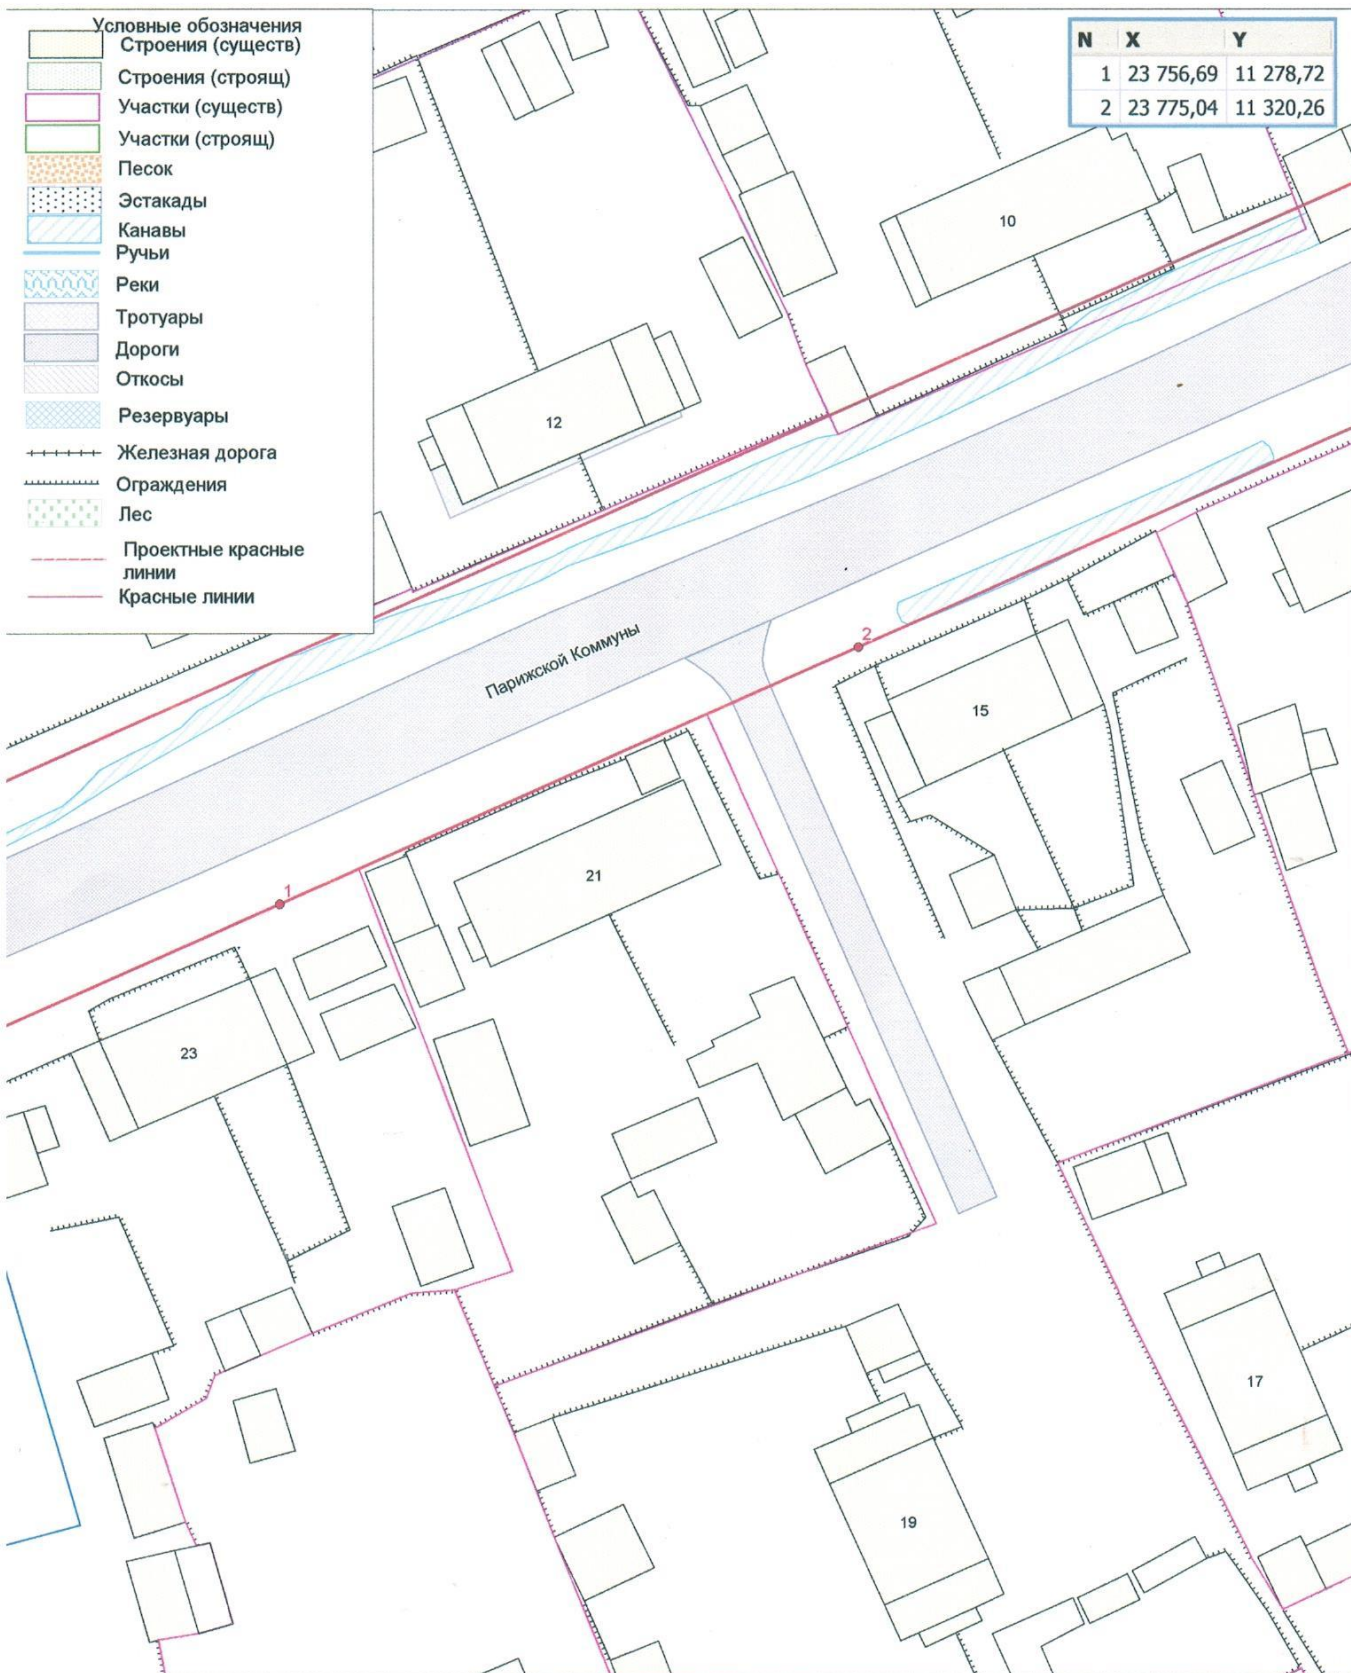 Условные обозначения
Строения (существ)
Строения (строящ)
Участки (существ)
Участки (строящ)
Песок
Эстакады
Канавы
Ручьи
Реки
Тротуары
Дороги
Откосы
Резервуары
Железная дорога
Ограждения
Лес
Проектные красные
линии
Красные линии
N X Y
1 23 756,69 11 278,72
2 23 775,04 11 320,26
10
12
Парижской Коммуны
2
15
21
1
23
17
19